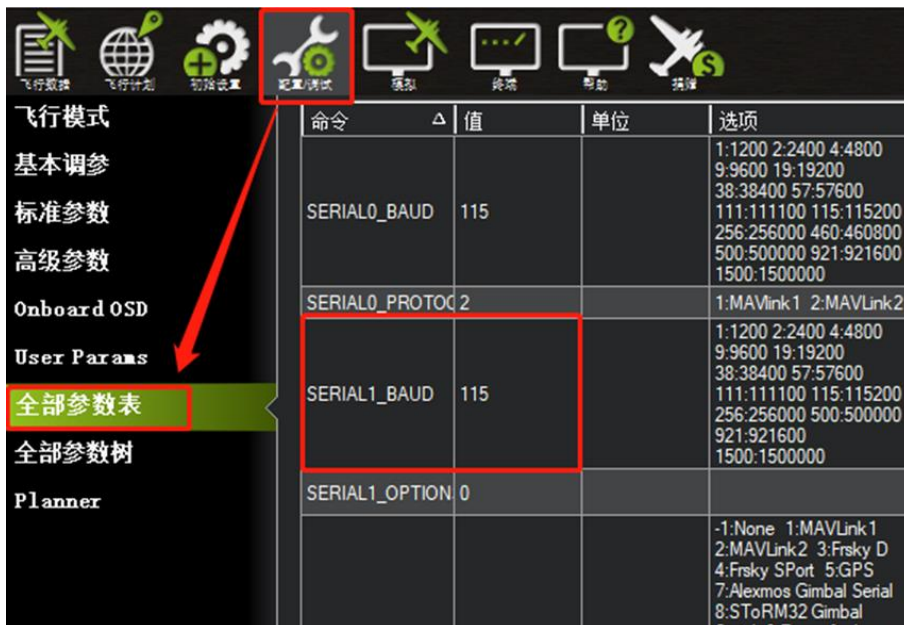 飞行数据 飞行计划 初始设置 配置/调试 模拟 终端 帮助 捐赠
飞行模式
基本调参
标准参数
高级参数
Onboard OSD
User Params
全部参数表
全部参数树
Planner
命令 值 单位 选项
SERIAL0_BAUD 115
1:1200 2:2400 4:4800
9:9600 19:19200
38:38400 57:57600
111:111100 115:115200
256:256000 460:460800
500:500000 921:921600
1500:1500000
SERIAL0_PROTOC 2 1:MAVlink1 2:MAVLink2
SERIAL1_BAUD 115
1:1200 2:2400 4:4800
9:9600 19:19200
38:38400 57:57600
111:111100 115:115200
256:256000 500:500000
921:921600
1500:1500000
SERIAL1_OPTION 0
-1:None 1:MAVLink1
2:MAVLink2 3:Frsky D
4:Frsky SPort 5:GPS
7:Alexmos Gimbal Serial
8:SToRM32 Gimbal